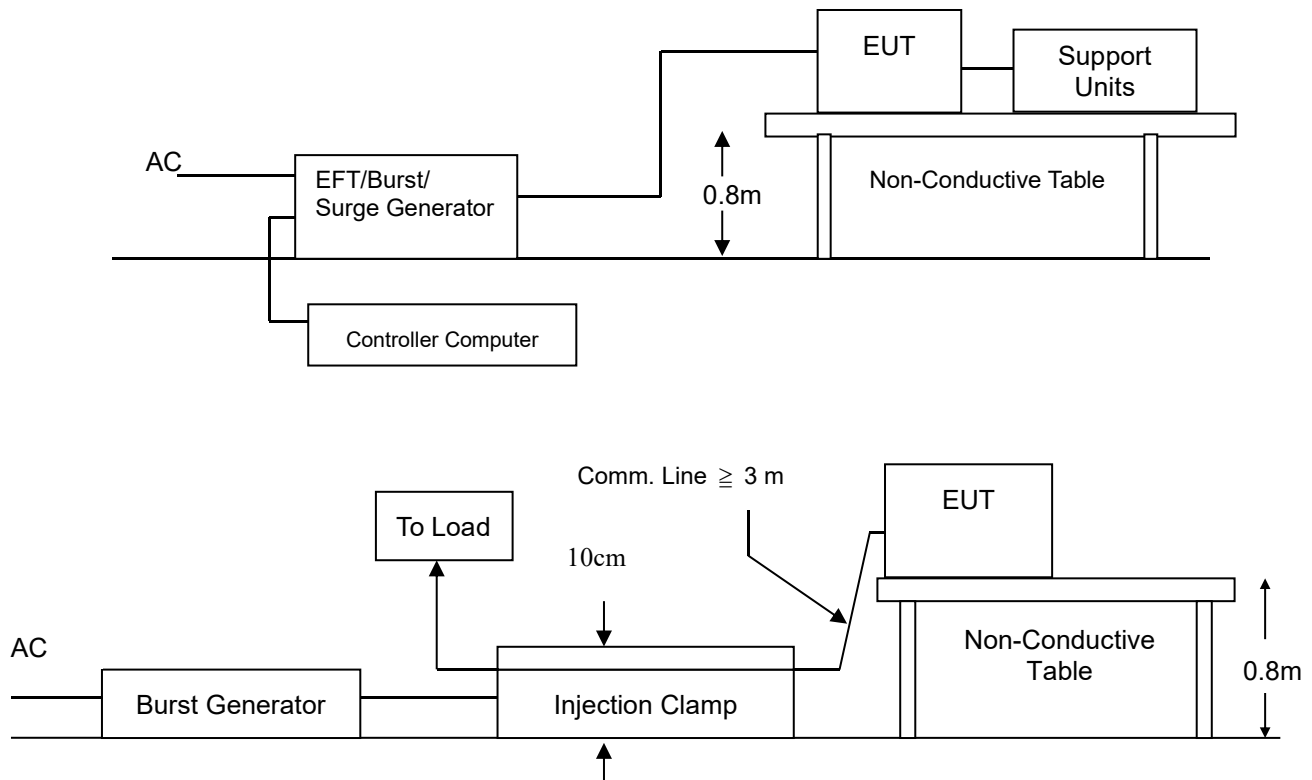 EUT
Support
Units
AC
EFT/Burst/
Surge Generator
0.8m
Non-Conductive Table
Controller Computer
Comm. Line ≧ 3 m
EUT
To Load
10cm
AC
Non-Conductive
Table
0.8m
Burst Generator
Injection Clamp